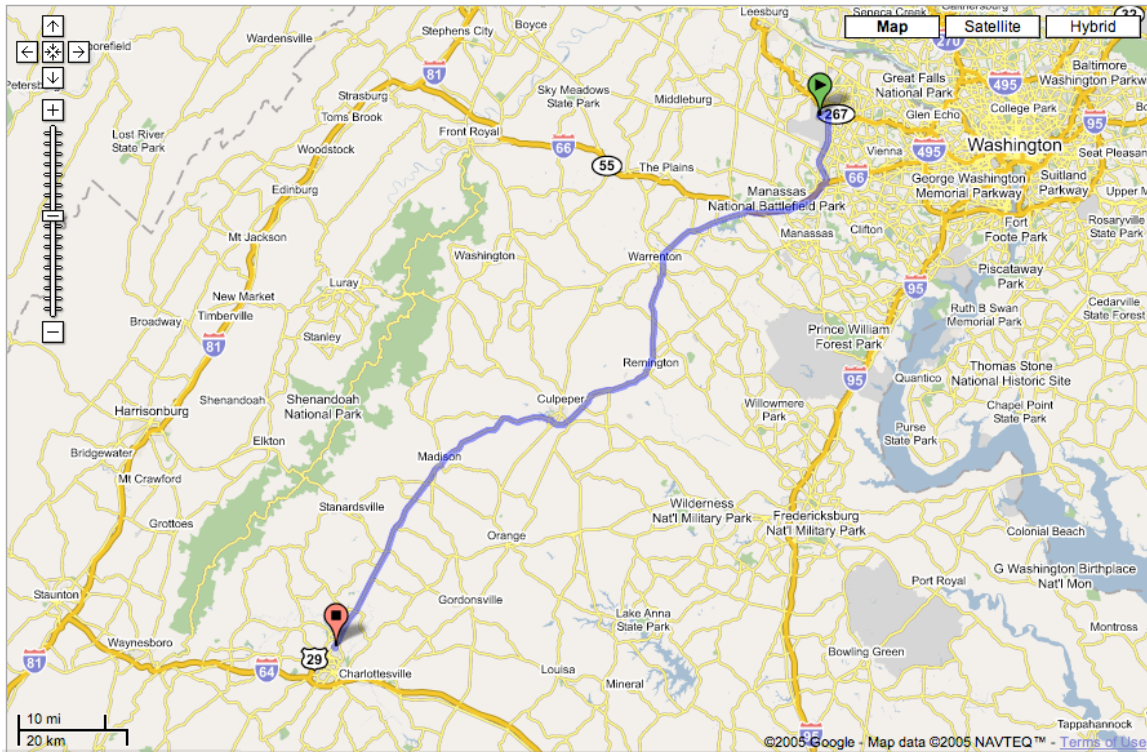 Leesburg
Seneca Creek
Gaithersburg
32
Map
Satellite
Hybrid
Wardensville
Stephens City
Boyce
270
Baltimore
Washington Parkway
81
Great Falls
National Park
495
College Park
Strasburg
Sky Meadows
State Park
Middleburg
Toms Brook
Lost River
State Park
267
Glen Echo
95
Front Royal
66
Woodstock
55
The Plains
Vienna
495
Washington
Seat Pleasant
66
George Washington
Memorial Parkway
Suitland
Parkway
Edinburg
Manassas
National Battlefield Park
Manassas
Clifton
Fort
Foote Park
Rosaryville
State Park
Mt Jackson
Washington
Warrenton
Luray
95
Piscataway
Park
New Market
Timberville
Broadway
Ruth B Swan
Memorial Park
Cedarville
State Forest
Stanley
81
Prince William
Forest Park
Remington
95
Quantico
Thomas Stone
National Historic Site
Shenandoah
Shenandoah
National Park
Culpeper
Willowmere
Park
Harrisonburg
Chapel Point
State Park
Purse
State Park
Elkton
Bridgewater
Madison
Mt Crawford
Stanardsville
Wilderness
Nat'l Military Park
Fredericksburg
Nat'l Military Park
Grottoes
Orange
Colonial Beach
G Washington Birthplace
Nat'l Mon
Port Royal
Staunton
Gordonsville
Lake Anna
State Park
Montross
Waynesboro
29
Bowling Green
81
64
Charlottesville
Louisa
Mineral
10 mi
20 km
95
Tappahannock
©2005 Google - Map data ©2005 NAVTEQ™ - Terms of Use